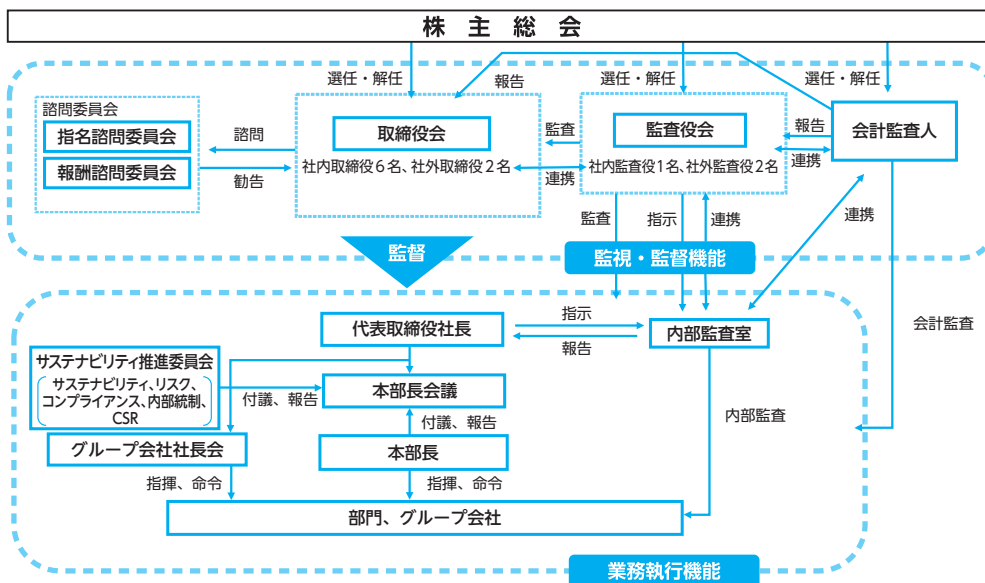 株主総会
選任・解任
報告
選任・解任
選任・解任
諮問委員会
指名諮問委員会
報酬諮問委員会
諮問
勧告
取締役会
社内取締役6名、社外取締役2名
監査
連携
監査役会
社内監査役1名、社外監査役2名
報告
連携
会計監査人
監査
指示
連携
連携
監督
監視・監督機能
代表取締役社長
指示
報告
内部監査室
会計監査
サステナビリティ推進委員会
サステナビリティ、リスク、
コンプライアンス、内部統制、
CSR
付議、報告
本部長会議
付議、報告
内部監査
グループ会社社長会
本部長
指揮、命令
指揮、命令
部門、グループ会社
業務執行機能